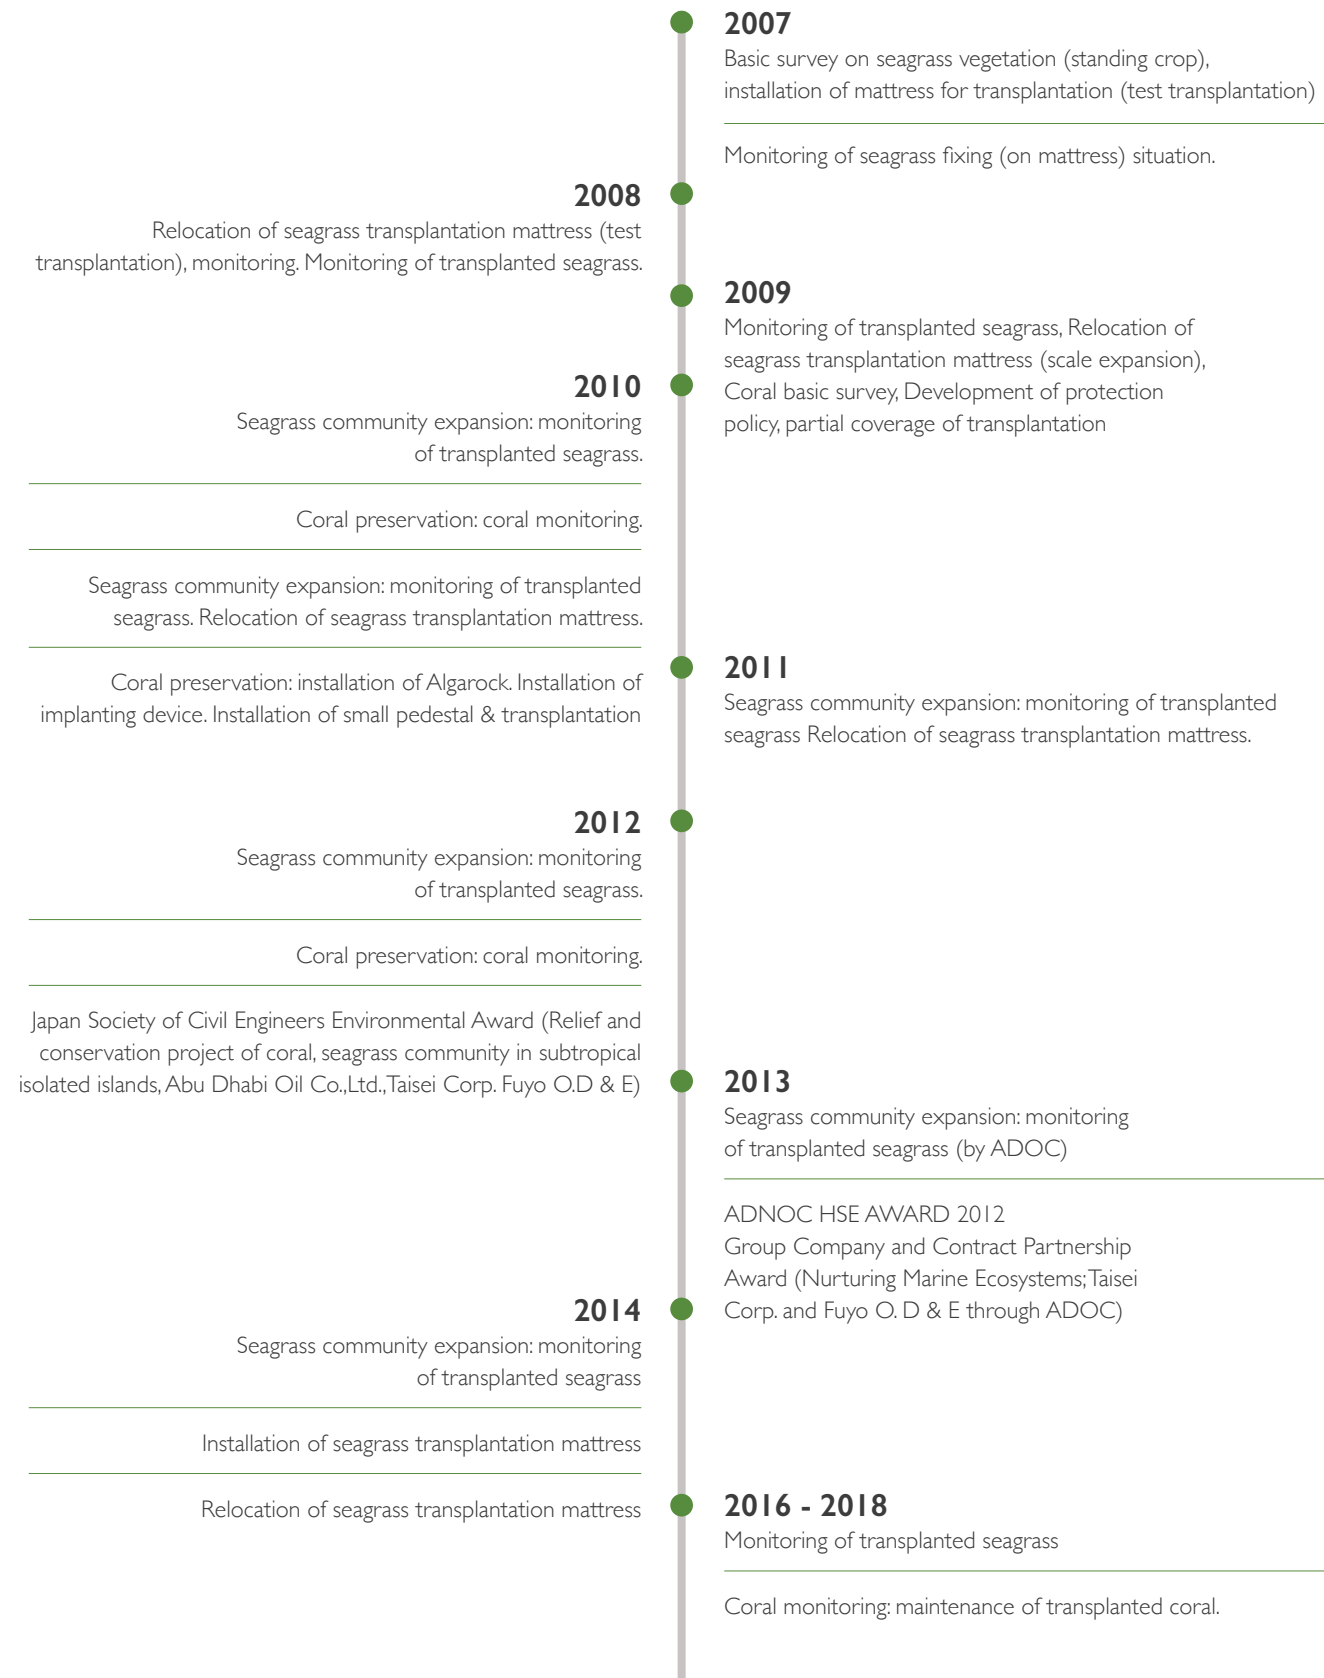 2007
Basic survey on seagrass vegetation (standing crop),
installation of mattress for transplantation (test transplantation)
Monitoring of seagrass fixing (on mattress) situation.
2008
Relocation of seagrass transplantation mattress (test
transplantation), monitoring. Monitoring of transplanted seagrass.
2009
Monitoring of transplanted seagrass, Relocation of
seagrass transplantation mattress (scale expansion),
Coral basic survey, Development of protection
policy, partial coverage of transplantation
2010
Seagrass community expansion: monitoring
of transplanted seagrass.
Coral preservation: coral monitoring.
Seagrass community expansion: monitoring of transplanted
seagrass. Relocation of seagrass transplantation mattress.
Coral preservation: installation of Algarock. Installation of
implanting device. Installation of small pedestal & transplantation
2011
Seagrass community expansion: monitoring of transplanted
seagrass Relocation of seagrass transplantation mattress.
2012
Seagrass community expansion: monitoring
of transplanted seagrass.
Coral preservation: coral monitoring.
Japan Society of Civil Engineers Environmental Award (Relief and
conservation project of coral, seagrass community in subtropical
isolated islands, Abu Dhabi Oil Co.,Ltd.,Taisei Corp. Fuyo O.D & E)
2013
Seagrass community expansion: monitoring
of transplanted seagrass (by ADOC)
ADNOC HSE AWARD 2012
Group Company and Contract Partnership
Award (Nurturing Marine Ecosystems; Taisei
Corp. and Fuyo O. D & E through ADOC)
2014
Seagrass community expansion: monitoring
of transplanted seagrass
Installation of seagrass transplantation mattress
Relocation of seagrass transplantation mattress
2016 - 2018
Monitoring of transplanted seagrass
Coral monitoring: maintenance of transplanted coral.